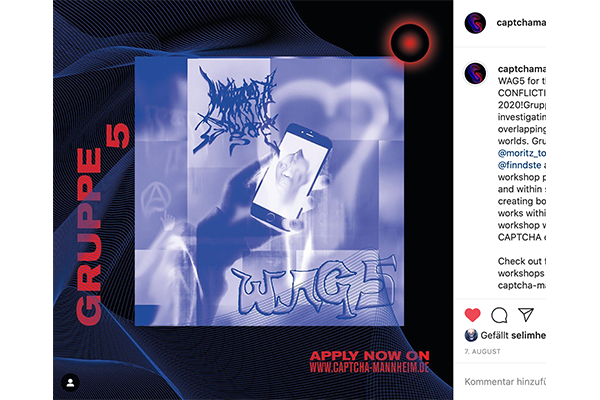 GRUPPE
5
WAG5
APPLY NOW ON
WWW.CAPTCHA-MANNHEIM.DE
captchama
captchama
WAG5 for th
CONFLICTI
2020!Grupp
investigatin
overlapping
worlds. Gru
@moritz_to
@finndste a
workshop p
and within s
creating bo
works withi
workshop w
CAPTCHA c
Check out f
workshops
captcha-ma
Gefällt selimhe
7. AUGUST
Kommentar hinzufü